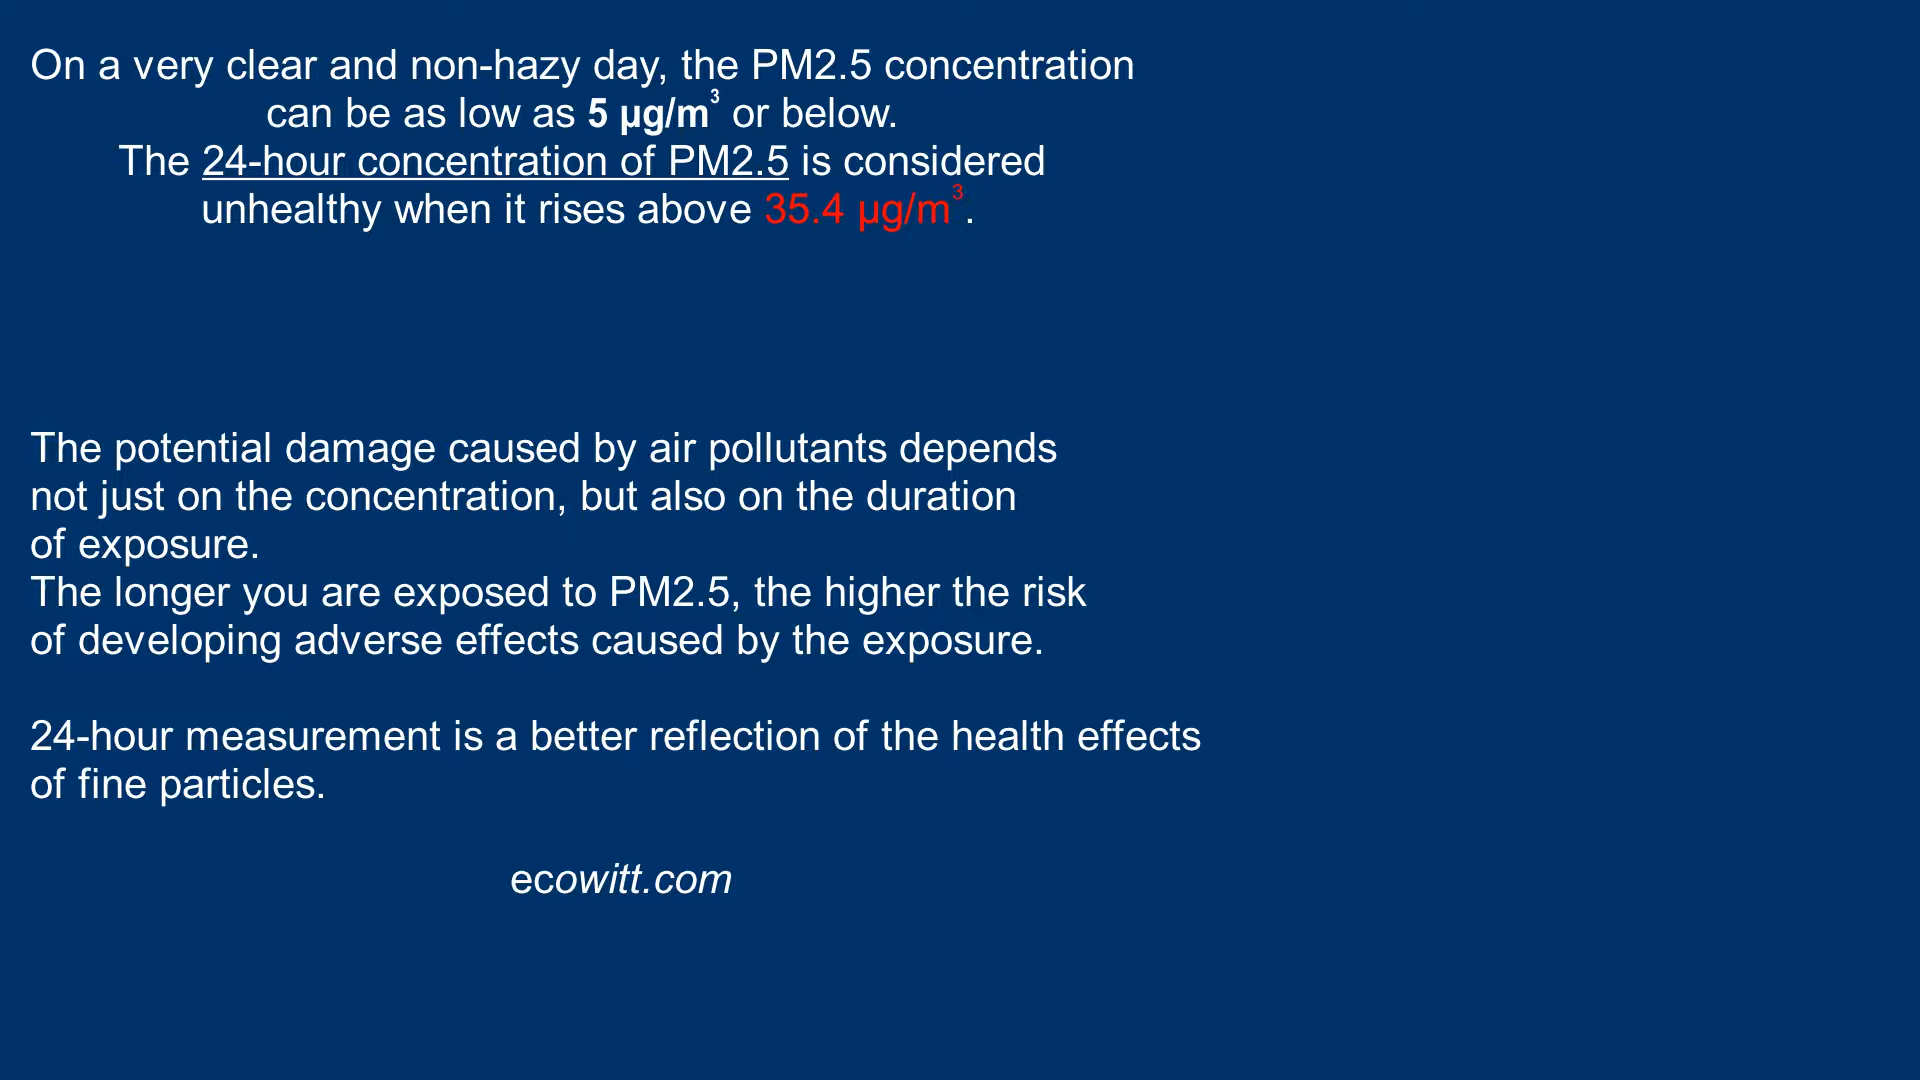 On a very clear and non-hazy day, the PM2.5 concentration
can be as low as 5 µg/m³ or below.
The 24-hour concentration of PM2.5 is considered
unhealthy when it rises above 35.4 µg/m³.
The potential damage caused by air pollutants depends
not just on the concentration, but also on the duration
of exposure.
The longer you are exposed to PM2.5, the higher the risk
of developing adverse effects caused by the exposure.
24-hour measurement is a better reflection of the health effects
of fine particles.
ecowitt.com